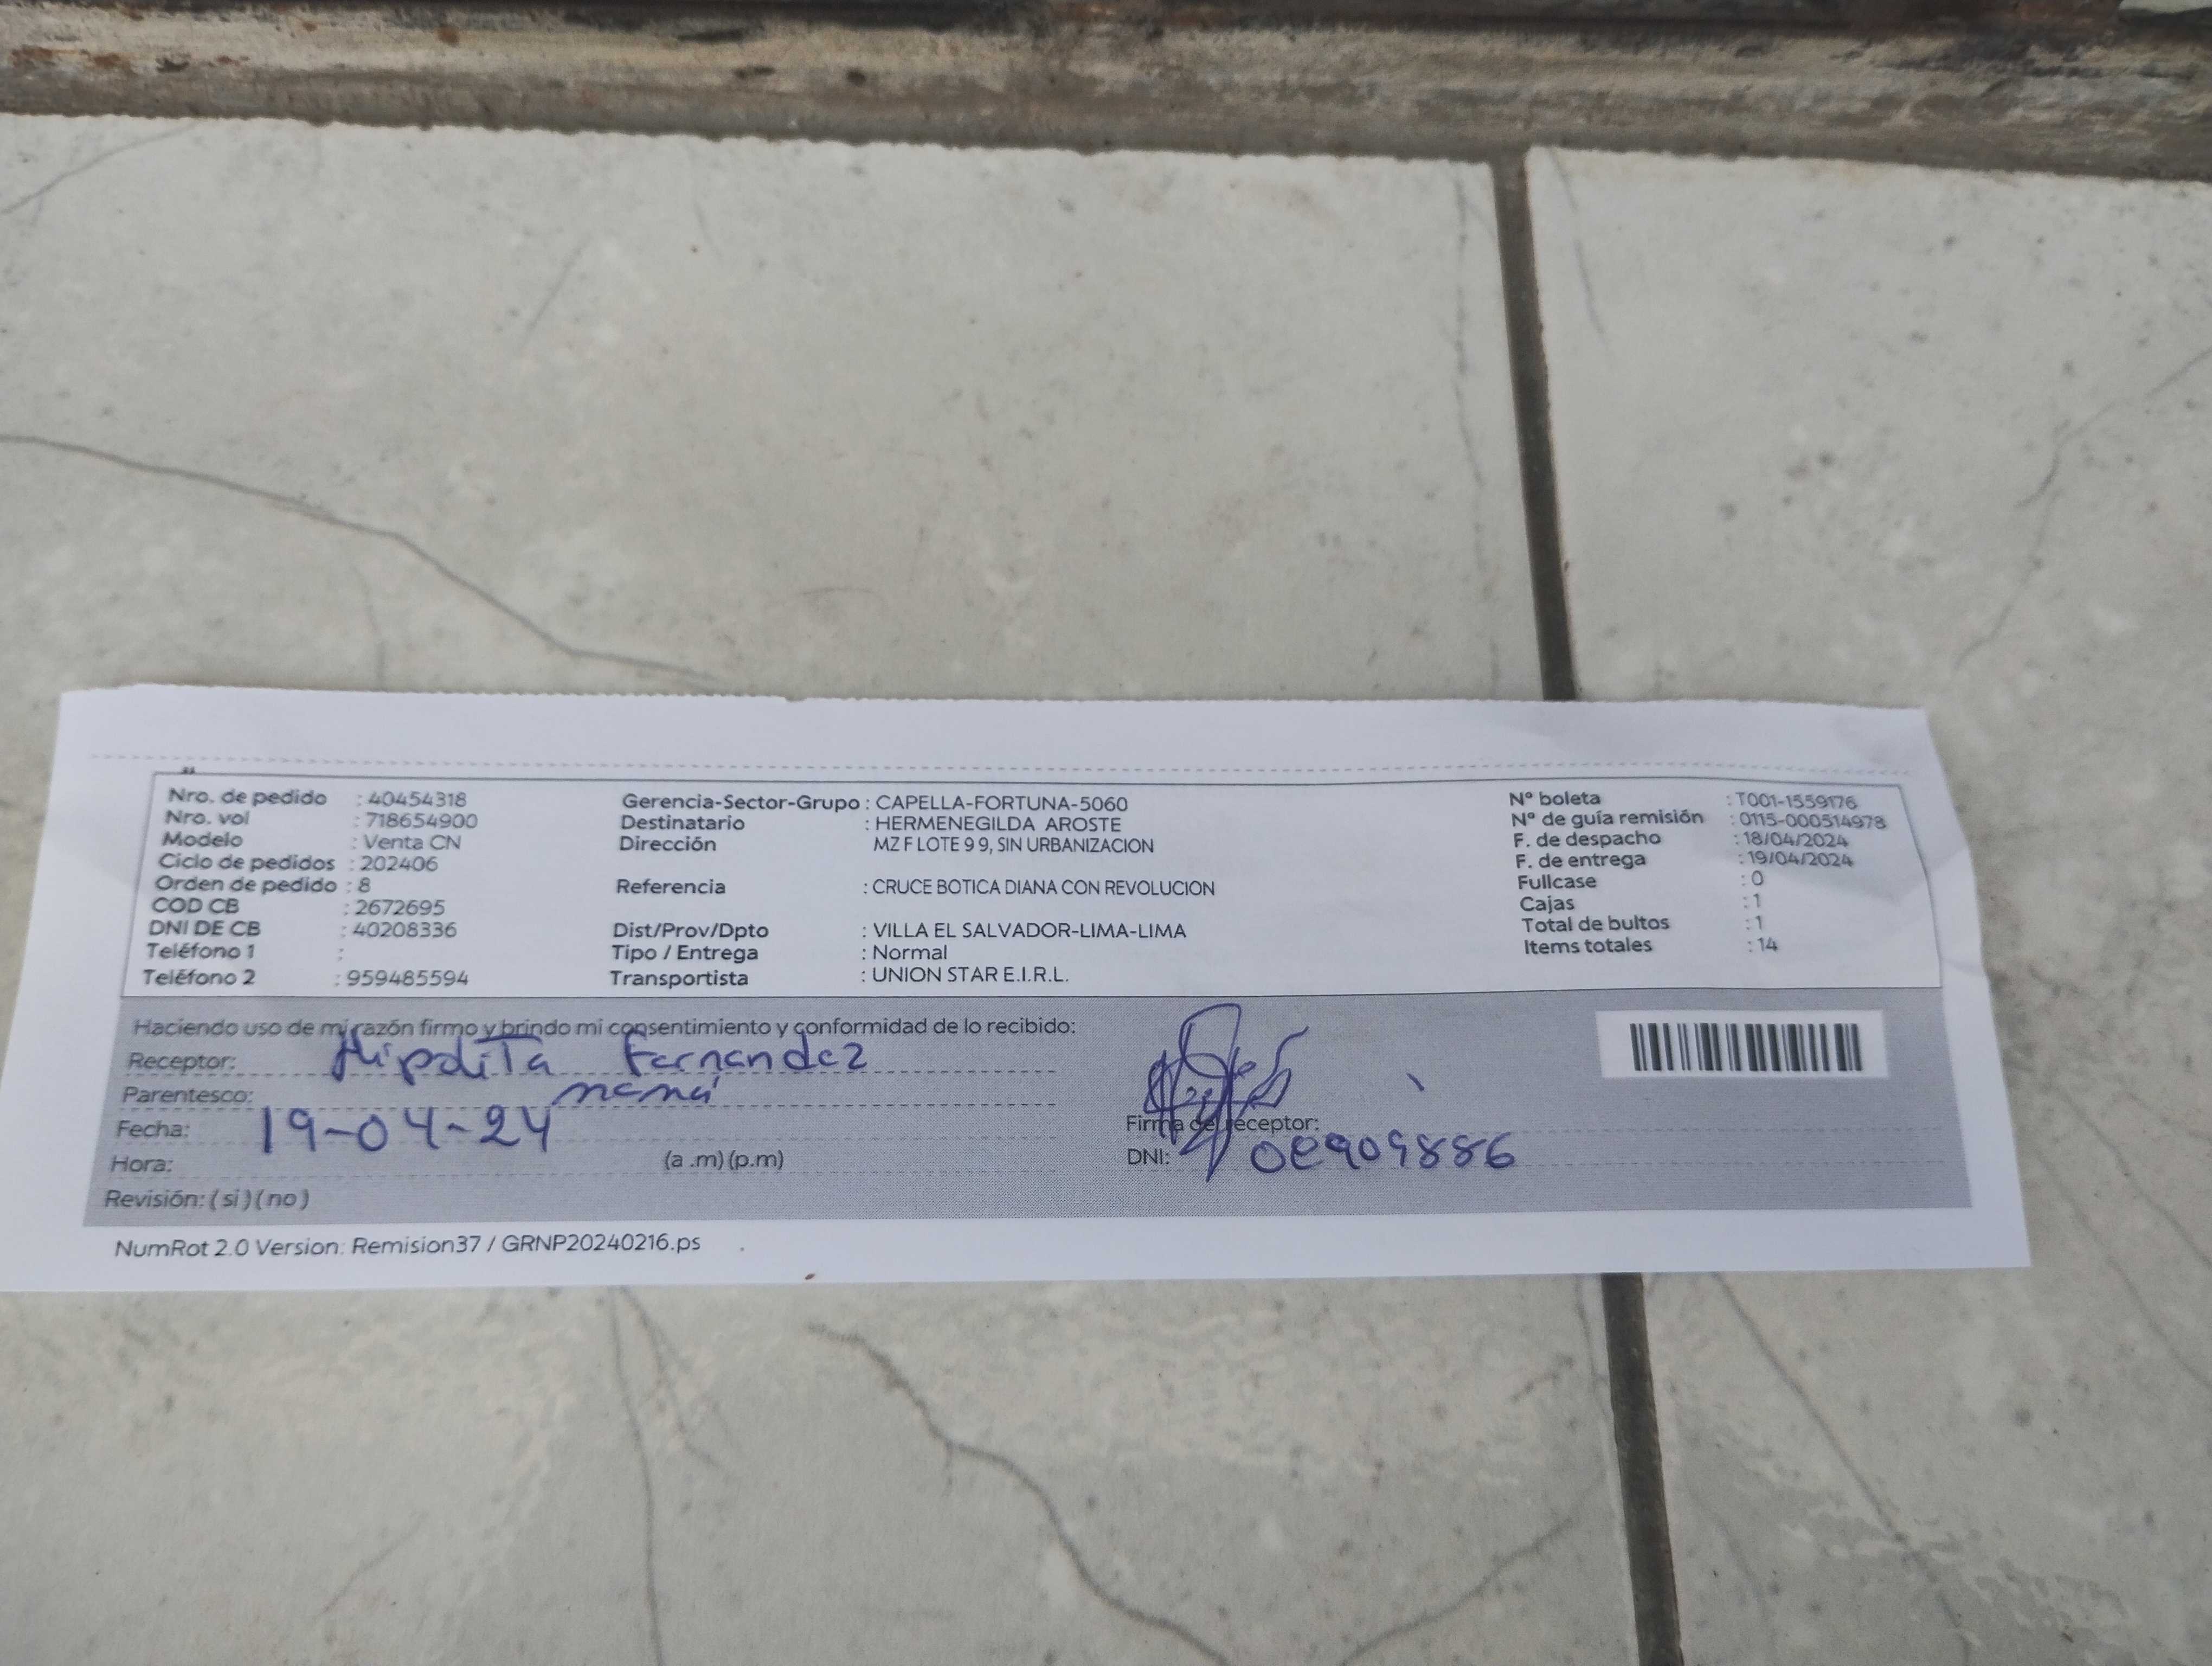 Nro. de pedido : 40454318
Nro. vol : 718654900
Modelo : Venta CN
Ciclo de pedidos : 202406
Orden de pedido : 8
COD CB : 2672695
DNI DE CB : 40208336
Teléfono 1 :
Teléfono 2 : 959485594
Gerencia-Sector-Grupo : CAPELLA-FORTUNA-5060
Destinatario : HERMENEGILDA AROSTE
Dirección MZ F LOTE 9 9, SIN URBANIZACION
Referencia : CRUCE BOTICA DIANA CON REVOLUCION
Dist/Prov/Dpto : VILLA EL SALVADOR-LIMA-LIMA
Tipo / Entrega : Normal
Transportista : UNION STAR E.I.R.L.
N° boleta : T001-1559176
N° de guía remisión : 0115-000514978
F. de despacho : 18/04/2024
F. de entrega : 19/04/2024
Fullcase : 0
Cajas : 1
Total de bultos : 1
Items totales : 14
Haciendo uso de mi razón firmo y brindo mi consentimiento y conformidad de lo recibido:
Receptor: Hipolita Fernandez
Parentesco: mamá
Fecha: 19-04-24
Hora: (a .m) (p.m)
Revisión: ( si ) ( no )
Firma del receptor:
DNI:
NumRot 2.0 Version: Remision37 / GRNP20240216.ps